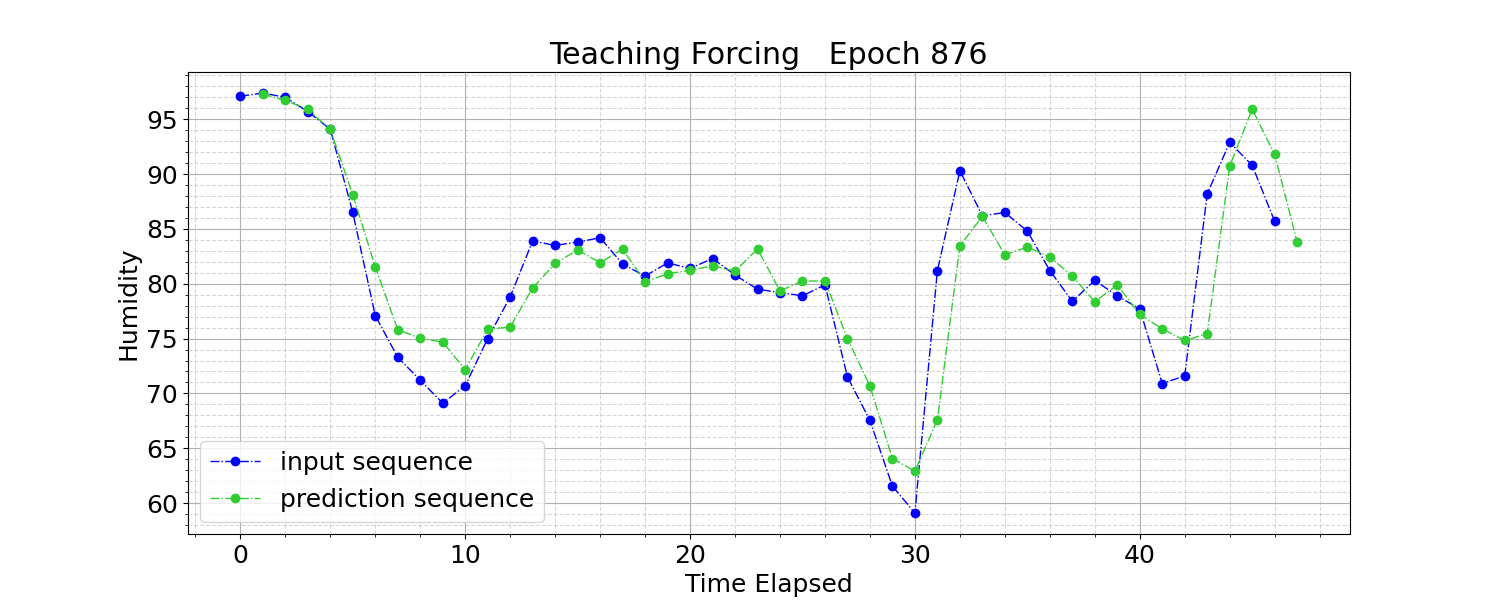 Teaching Forcing   Epoch 876
Humidity
95
90
85
80
75
70
65
60
input sequence
prediction sequence
0 10 20 30 40
Time Elapsed